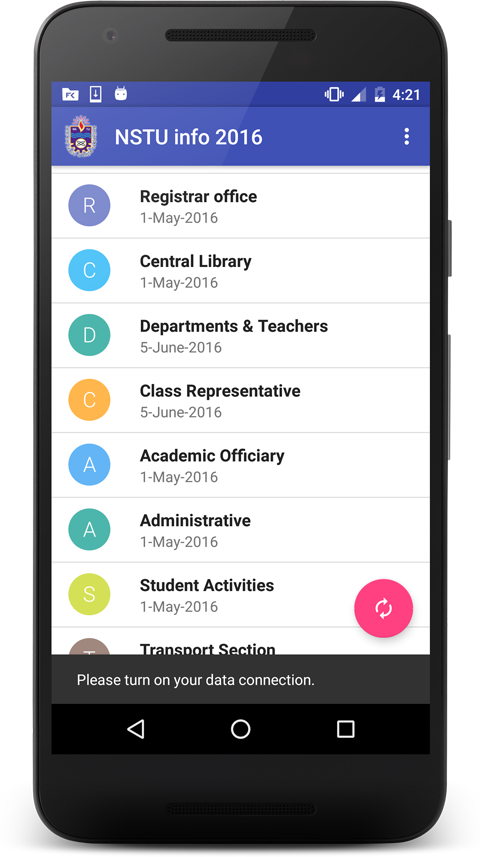 4:21
NSTU info 2016
R
Registrar office
1-May-2016
C
Central Library
1-May-2016
D
Departments & Teachers
5-June-2016
C
Class Representative
5-June-2016
A
Academic Officiary
1-May-2016
A
Administrative
1-May-2016
S
Student Activities
1-May-2016
T
Transport Section
Please turn on your data connection.